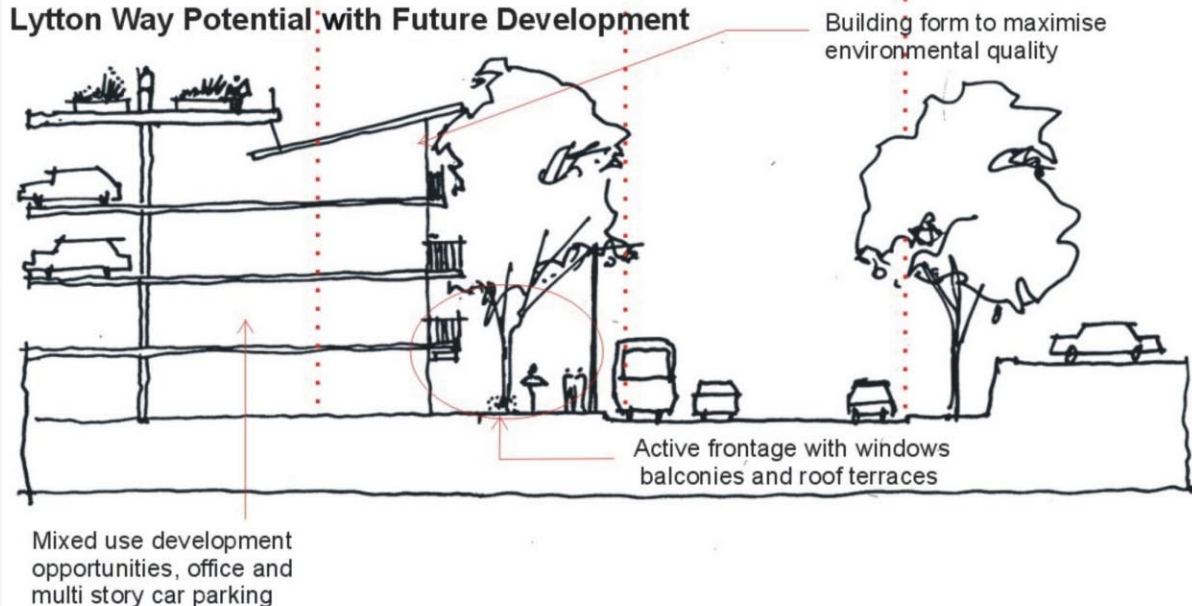 Lytton Way Potential with Future Development
Building form to maximise
environmental quality
Active frontage with windows
balconies and roof terraces
Mixed use development
opportunities, office and
multi story car parking